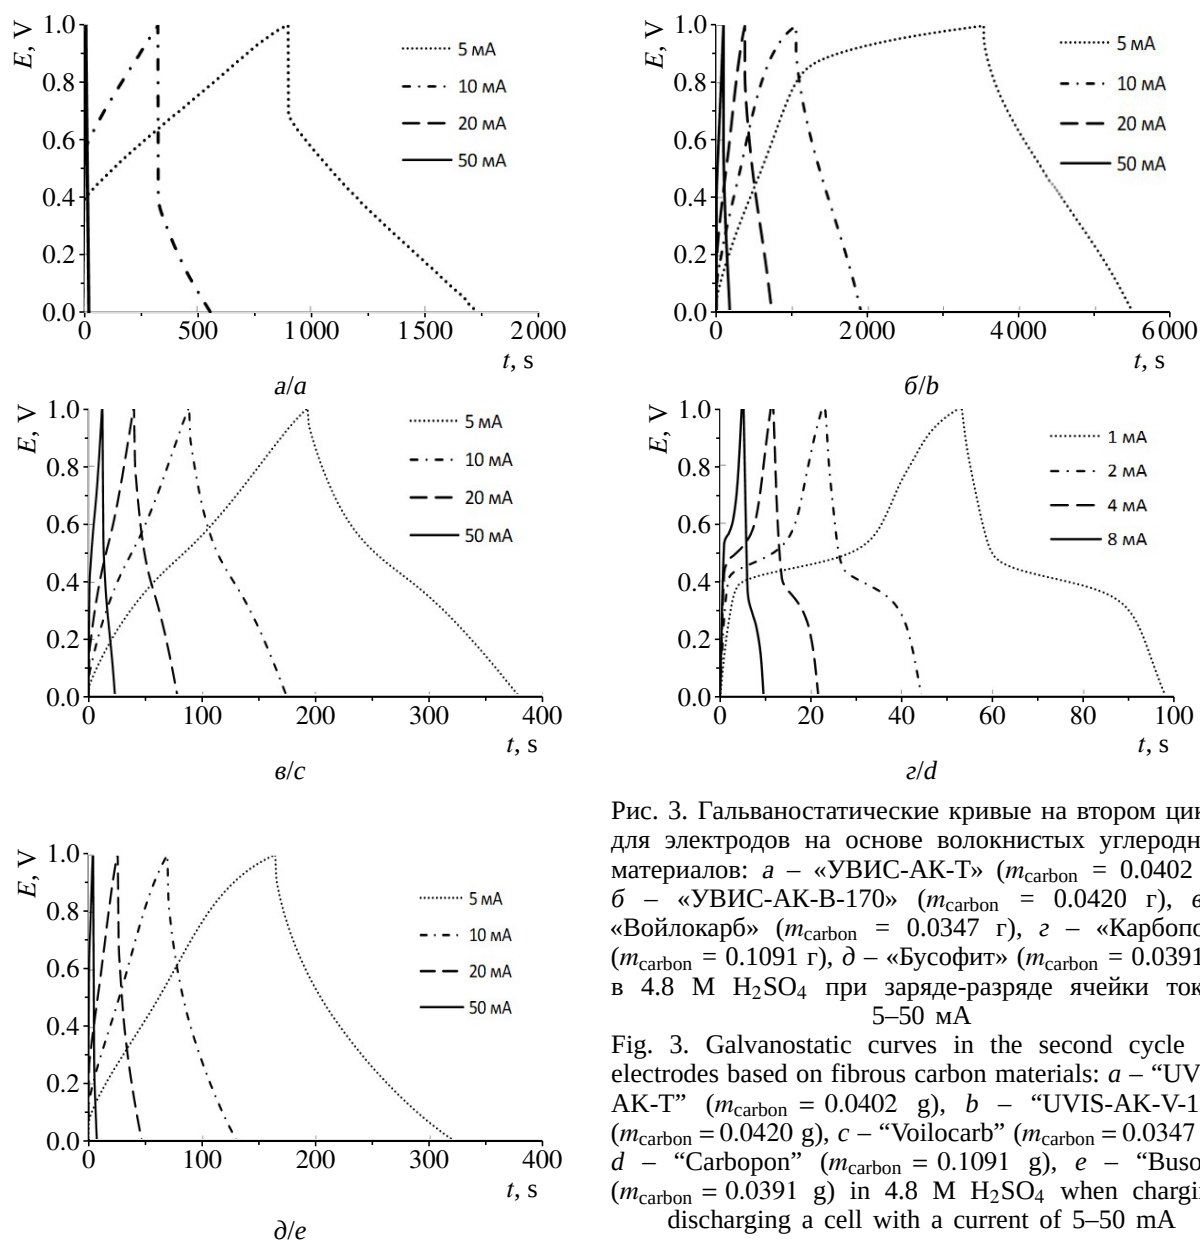 E, V
1.0
0.8
0.6
0.4
0.2
0.0
0
500
1000
1500
2000
t, s
5 мА
10 мА
20 мА
50 мА
а/a
E, V
1.0
0.8
0.6
0.4
0.2
0.0
0
2000
4000
6000
t, s
5 мА
10 мА
20 мА
50 мА
б/b
E, V
1.0
0.8
0.6
0.4
0.2
0.0
0
100
200
300
400
t, s
5 мА
10 мА
20 мА
50 мА
в/c
E, V
1.0
0.8
0.6
0.4
0.2
0.0
0
20
40
60
80
100
t, s
1 мА
2 мА
4 мА
8 мА
г/d
E, V
1.0
0.8
0.6
0.4
0.2
0.0
0
100
200
300
400
t, s
5 мА
10 мА
20 мА
50 мА
д/e
Рис. 3. Гальваностатические кривые на втором
для электродов на основе волокнистых
материалов: а – «УВИС-АК-Т» (mcarbon = 0.0402
б – «УВИС-АК-В-170» (mcarbon = 0.0420 г), в
«Войлокарб» (mcarbon = 0.0347 г), г –
(mcarbon = 0.1091 г), д – «Бусофит» (mcarbon = 0.0391
в 4.8 М H2SO4 при заряде-разряде ячейки
5–50 мА
Fig. 3. Galvanostatic curves in the second cycle
electrodes based on fibrous carbon materials: a –
AK-T” (mcarbon = 0.0402 g), b –
(mcarbon = 0.0420 g), c – “Voilocarb” (mcarbon = 0.0347
d – “Carbopon” (mcarbon = 0.1091 g), e –
(mcarbon = 0.0391 g) in 4.8 M H2SO4 when
discharging a cell with a current of 5–50 mA